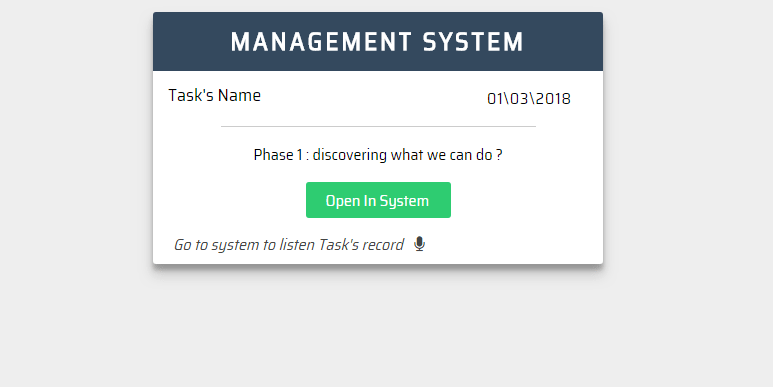 MANAGEMENT SYSTEM
Task's Name 01\03\2018
Phase 1 : discovering what we can do ?
Open In System
Go to system to listen Task's record